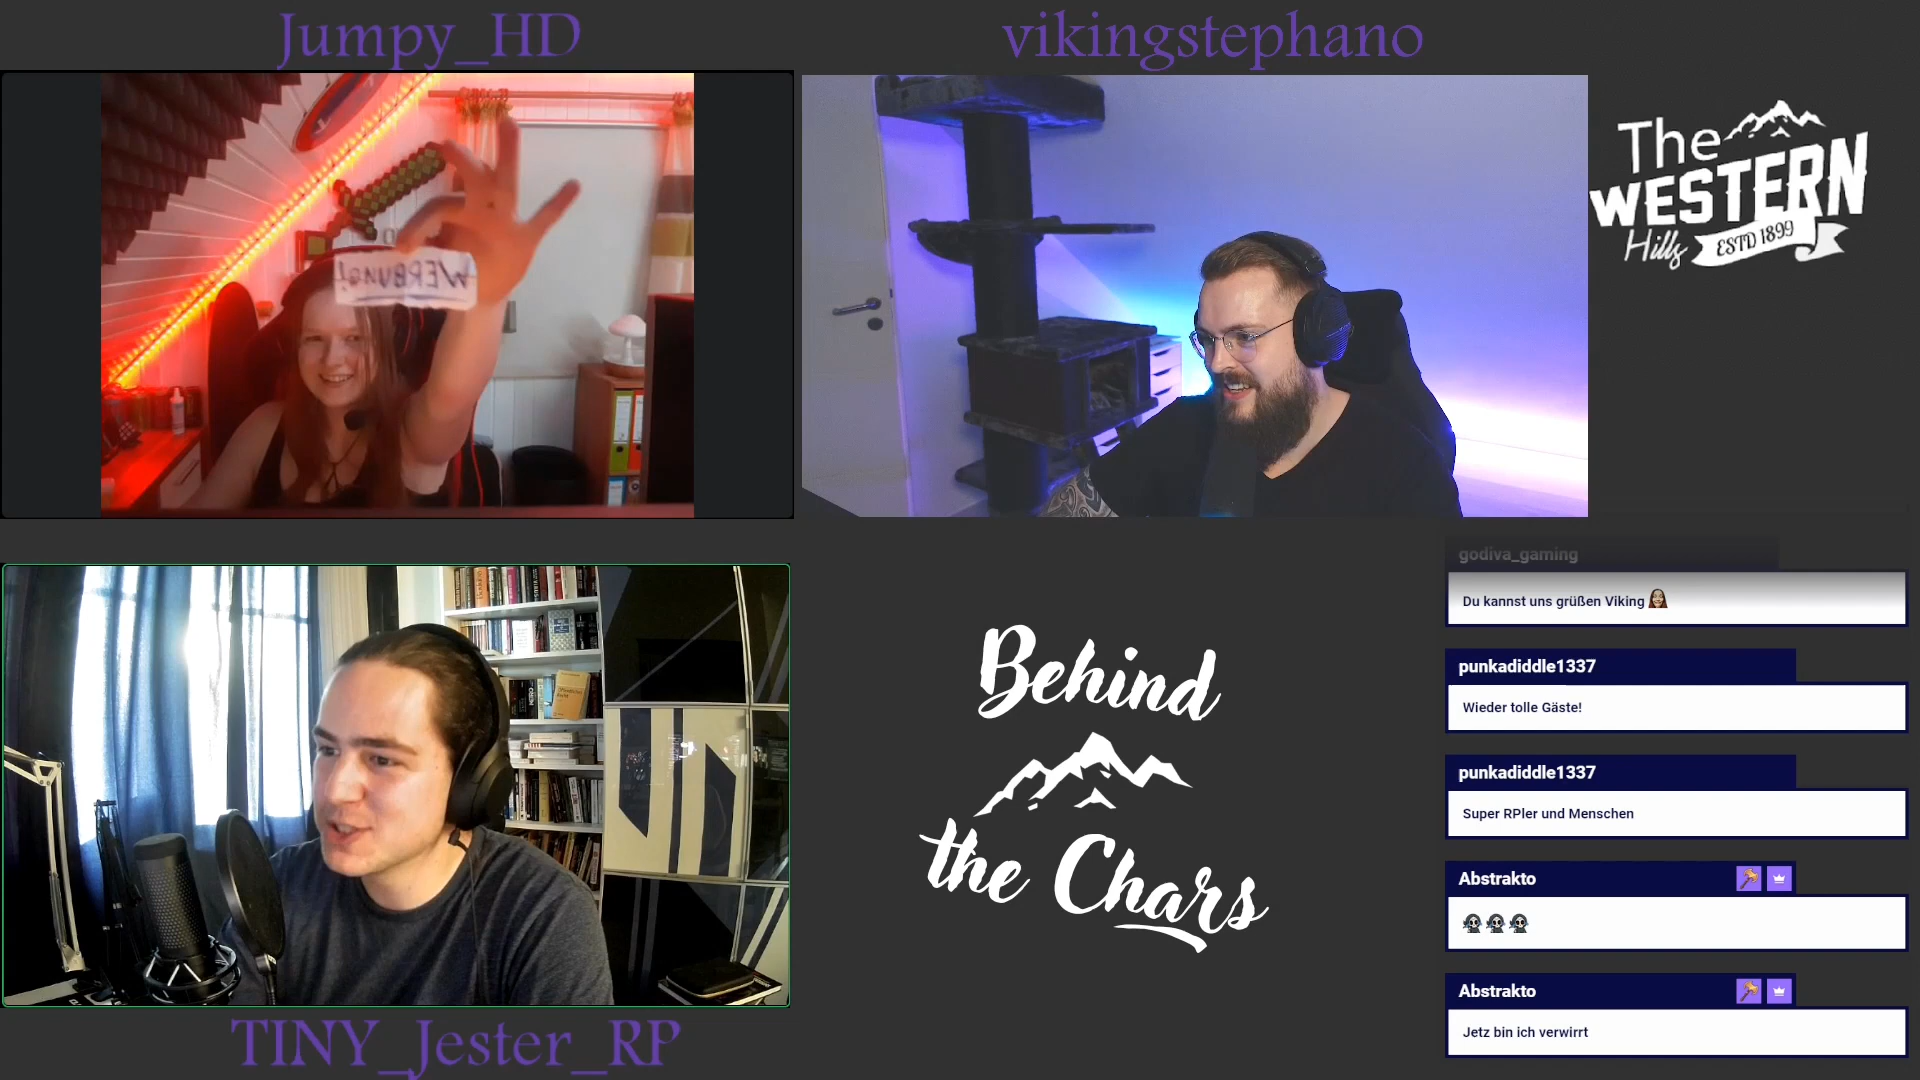 Jumpy_HD
vikingstephano
WERBUNG!
The
WESTERN
Hills
ESTD 1899
godiva_gaming
Du kannst uns grüßen Viking
punkadiddle1337
Wieder tolle Gäste!
punkadiddle1337
Super RPler und Menschen
Abstrakto
Abstrakto
Jetz bin ich verwirrt
Behind
the Chars
TINY_Jester_RP